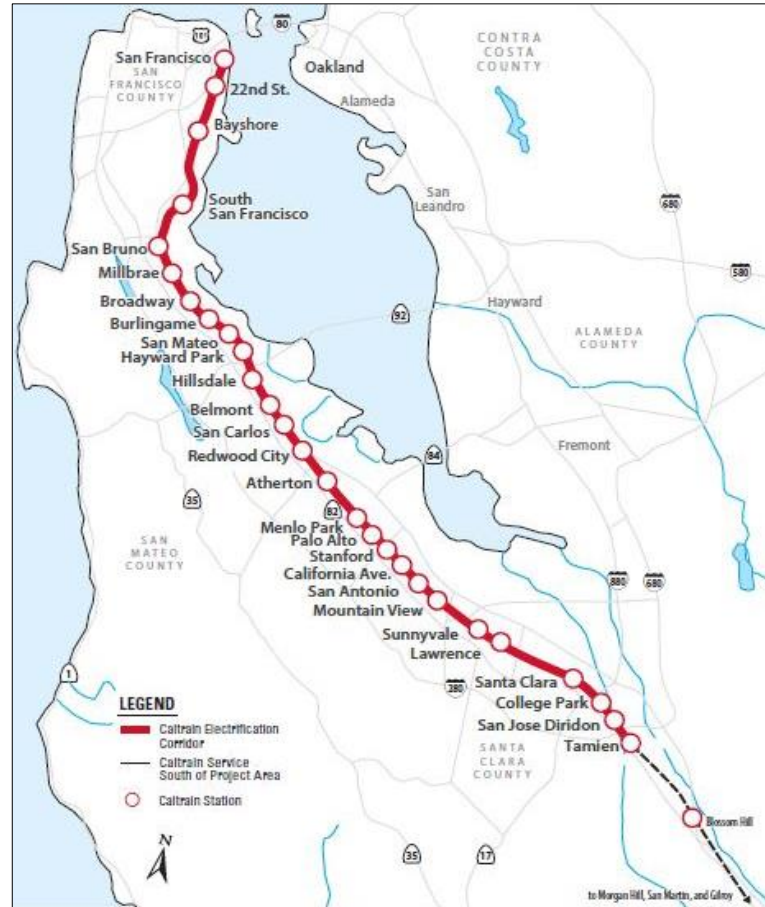 101
80
San Francisco
SAN
FRANCISCO
COUNTY
22nd St.
Bayshore
South
San Francisco
San Bruno
Millbrae
Broadway
Burlingame
San Mateo
Hayward Park
Hillsdale
Belmont
San Carlos
Redwood City
Atherton
Menlo Park
Palo Alto
Stanford
California Ave.
San Antonio
Mountain View
Sunnyvale
Lawrence
Santa Clara
College Park
San Jose Diridon
Tamien
Blossom Hill
to Morgan Hill, San Martin, and Gilroy
CONTRA
COSTA
COUNTY
Oakland
Alameda
San
Leandro
680
580
92
Hayward
ALAMEDA
COUNTY
Fremont
84
35
82
SAN
MATEO
COUNTY
880
680
280
SANTA
CLARA
COUNTY
1
35
17
LEGEND
Caltrain Electrification
Corridor
Caltrain Service
South of Project Area
Caltrain Station
N